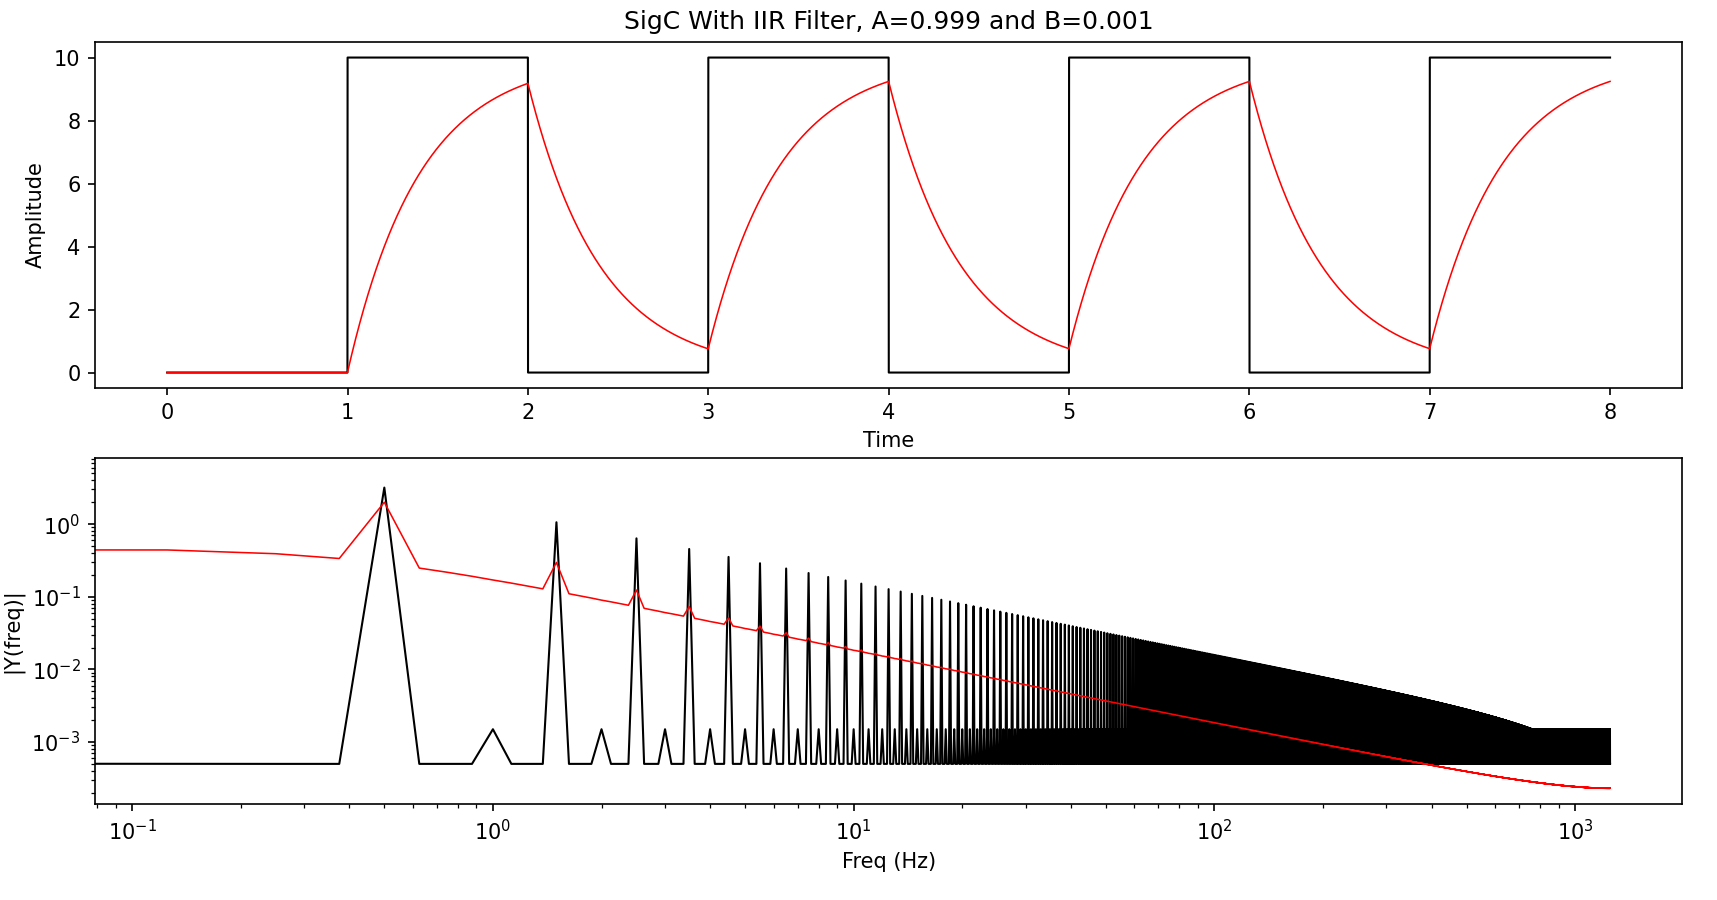 SigC With IIR Filter, A=0.999 and B=0.001
Amplitude
10
8
6
4
2
0
0 1 2 3 4 5 6 7 8
Time
|Y(freq)|
10⁰
10⁻¹
10⁻²
10⁻³
10⁻¹ 10⁰ 10¹ 10² 10³
Freq (Hz)